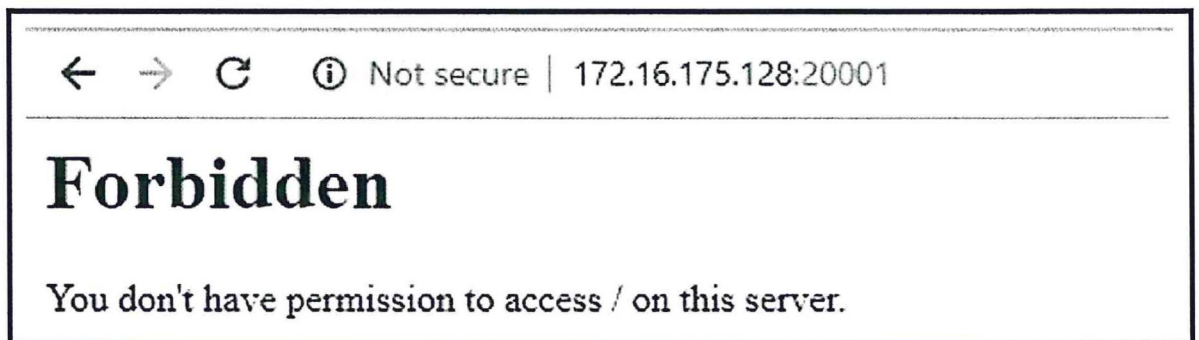 Not secure | 172.16.175.128:20001
Forbidden
You don't have permission to access / on this server.